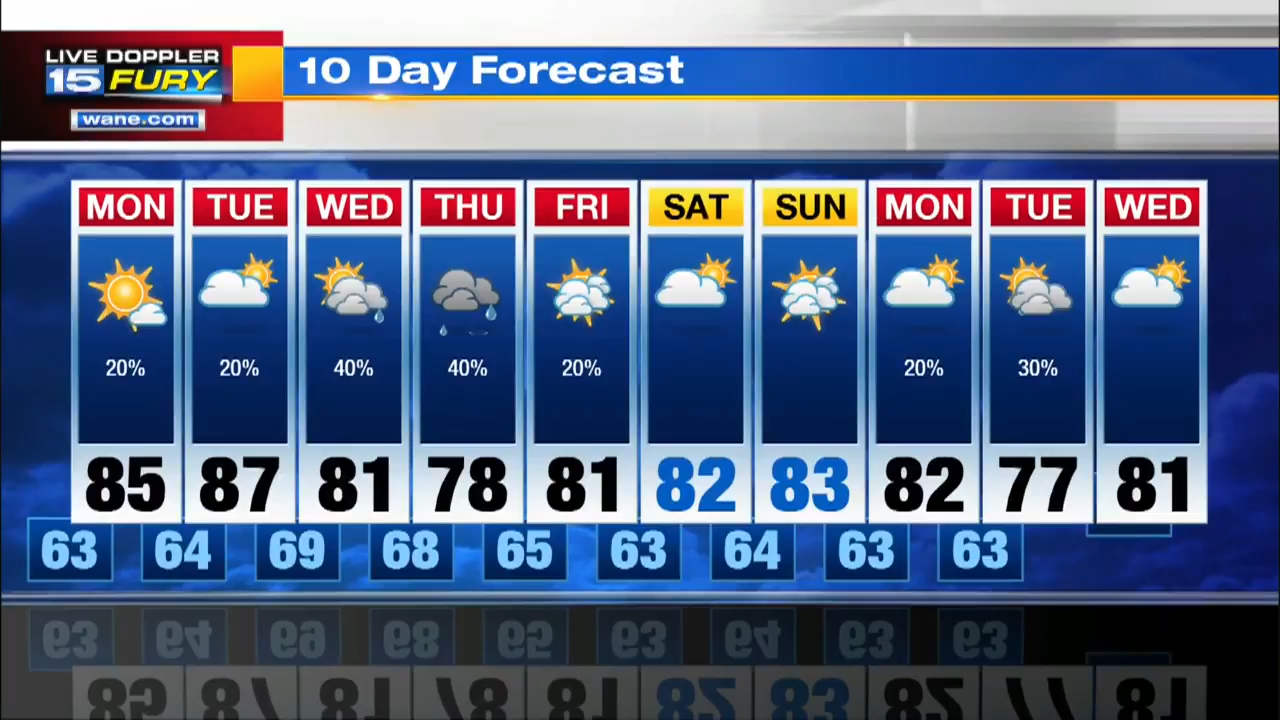 LIVE DOPPLER
15 FURY
wane.com
10 Day Forecast
MON TUE WED THU FRI SAT SUN MON TUE WED
20% 20% 40% 40% 20% 20% 30%
85 87 81 78 81 82 83 82 77 81
63 64 69 68 65 63 64 63 63